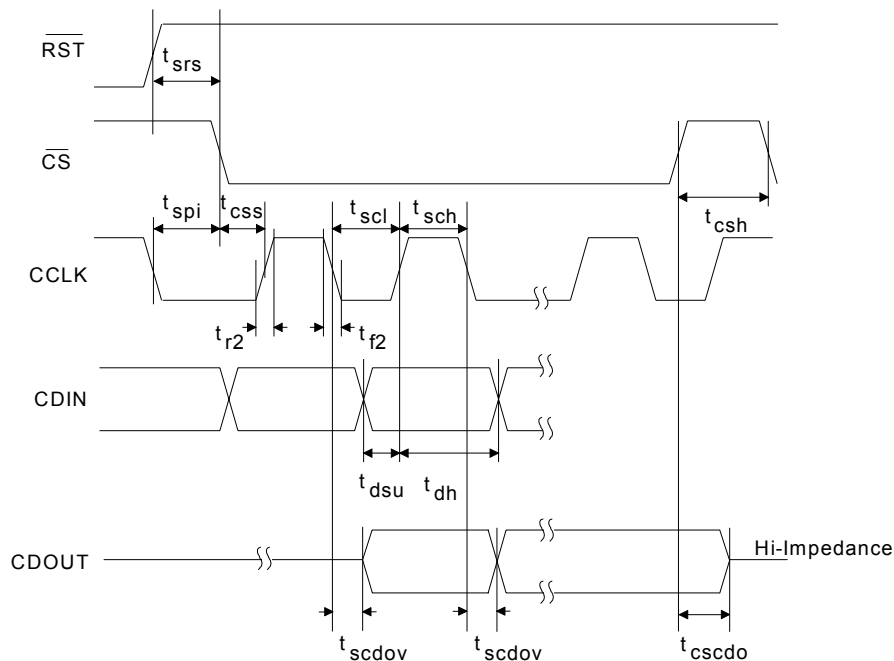 RST
t srs
CS
t spi t css t scl t sch t csh
CCLK
t r2 t f2
CDIN
t dsu t dh
CDOUT Hi-Impedance
t scdov t scdov t cscdo